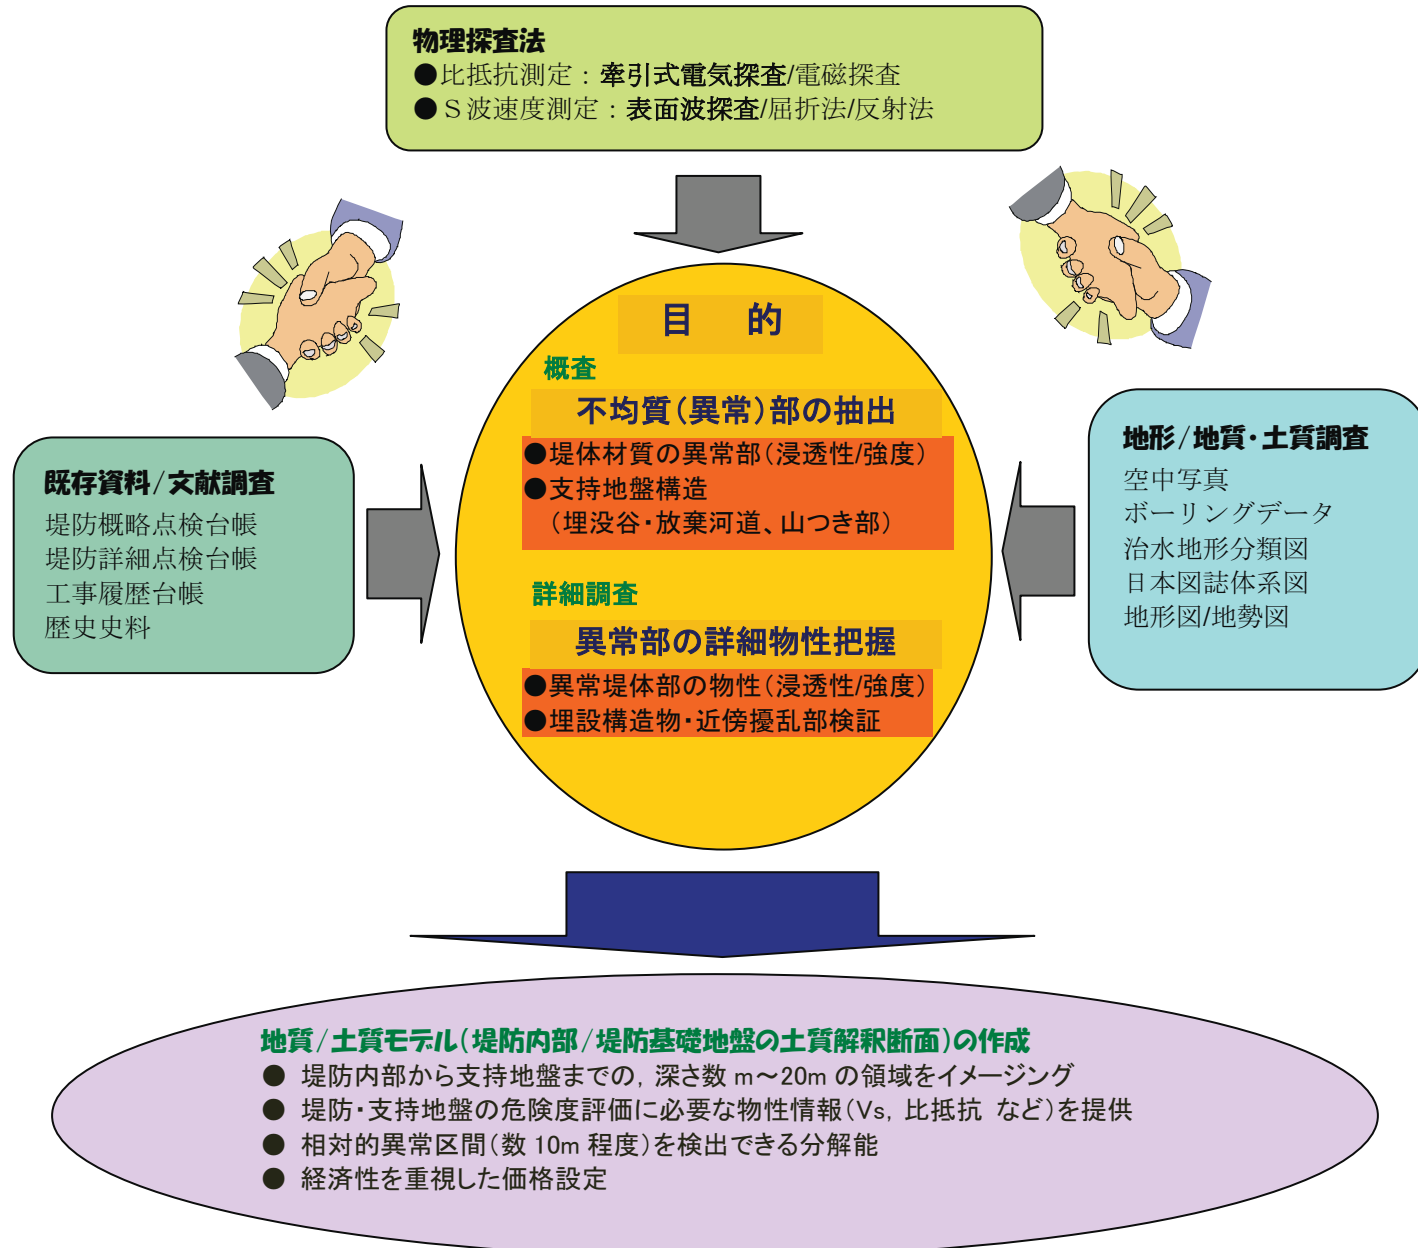 物理探査法
●比抵抗測定：牽引式電気探査/電磁探査
●Ｓ波速度測定：表面波探査/屈折法/反射法
目　的
概査
不均質（異常）部の抽出
●堤体材質の異常部（浸透性/強度）
●支持地盤構造
（埋没谷・放棄河道、山つき部）
詳細調査
異常部の詳細物性把握
●異常堤体部の物性（浸透性/強度）
●埋設構造物・近傍擾乱部検証
既存資料/文献調査
堤防概略点検台帳
堤防詳細点検台帳
工事履歴台帳
歴史史料
地形/地質・土質調査
空中写真
ボーリングデータ
治水地形分類図
日本図誌体系図
地形図/地勢図
地質/土質モデル（堤防内部/堤防基礎地盤の土質解釈断面）の作成
● 堤防内部から支持地盤までの，深さ数 m～20m の領域をイメージング
● 堤防・支持地盤の危険度評価に必要な物性情報（Vs，比抵抗 など）を提供
● 相対的異常区間（数 10m 程度）を検出できる分解能
● 経済性を重視した価格設定